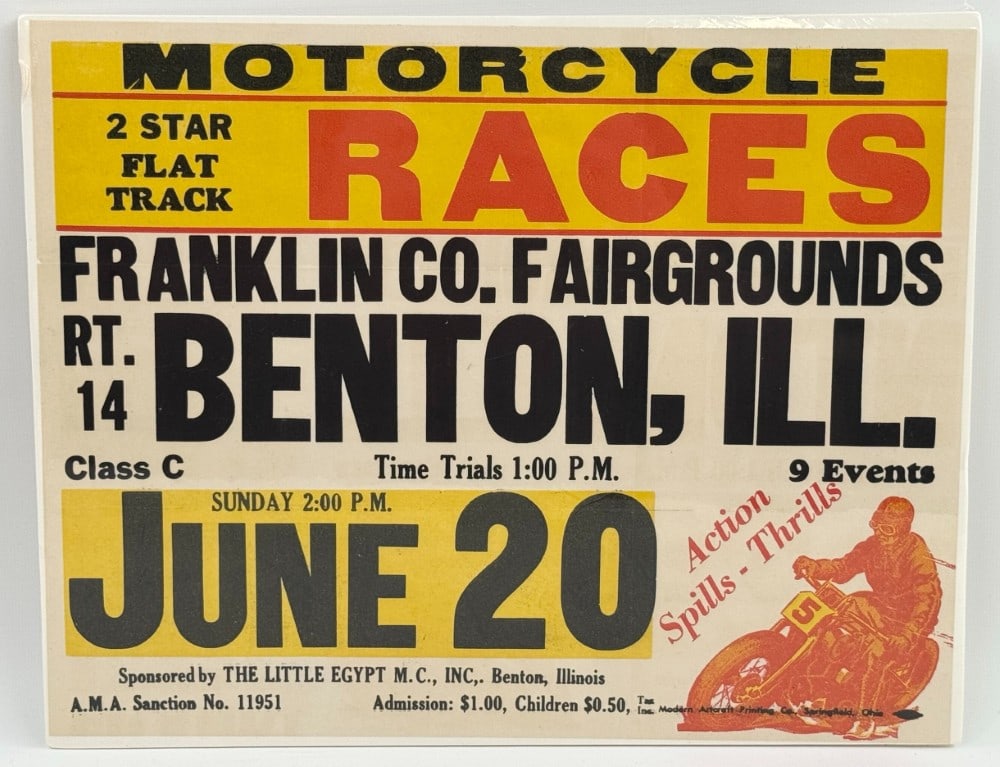 MOTORCYCLE
2 STAR
FLAT
TRACK
RACES
FRANKLIN CO. FAIRGROUNDS
RT.
14
BENTON, ILL.
Class C
Time Trials 1:00 P.M.
9 Events
SUNDAY 2:00 P.M.
JUNE 20
Action
Spills - Thrills
5
Sponsored by THE LITTLE EGYPT M.C., INC,. Benton, Illinois
A.M.A. Sanction No. 11951
Admission: $1.00, Children $0.50, Tax Inc.
Modern Artcraft Printing Co., Springfield, Ohio